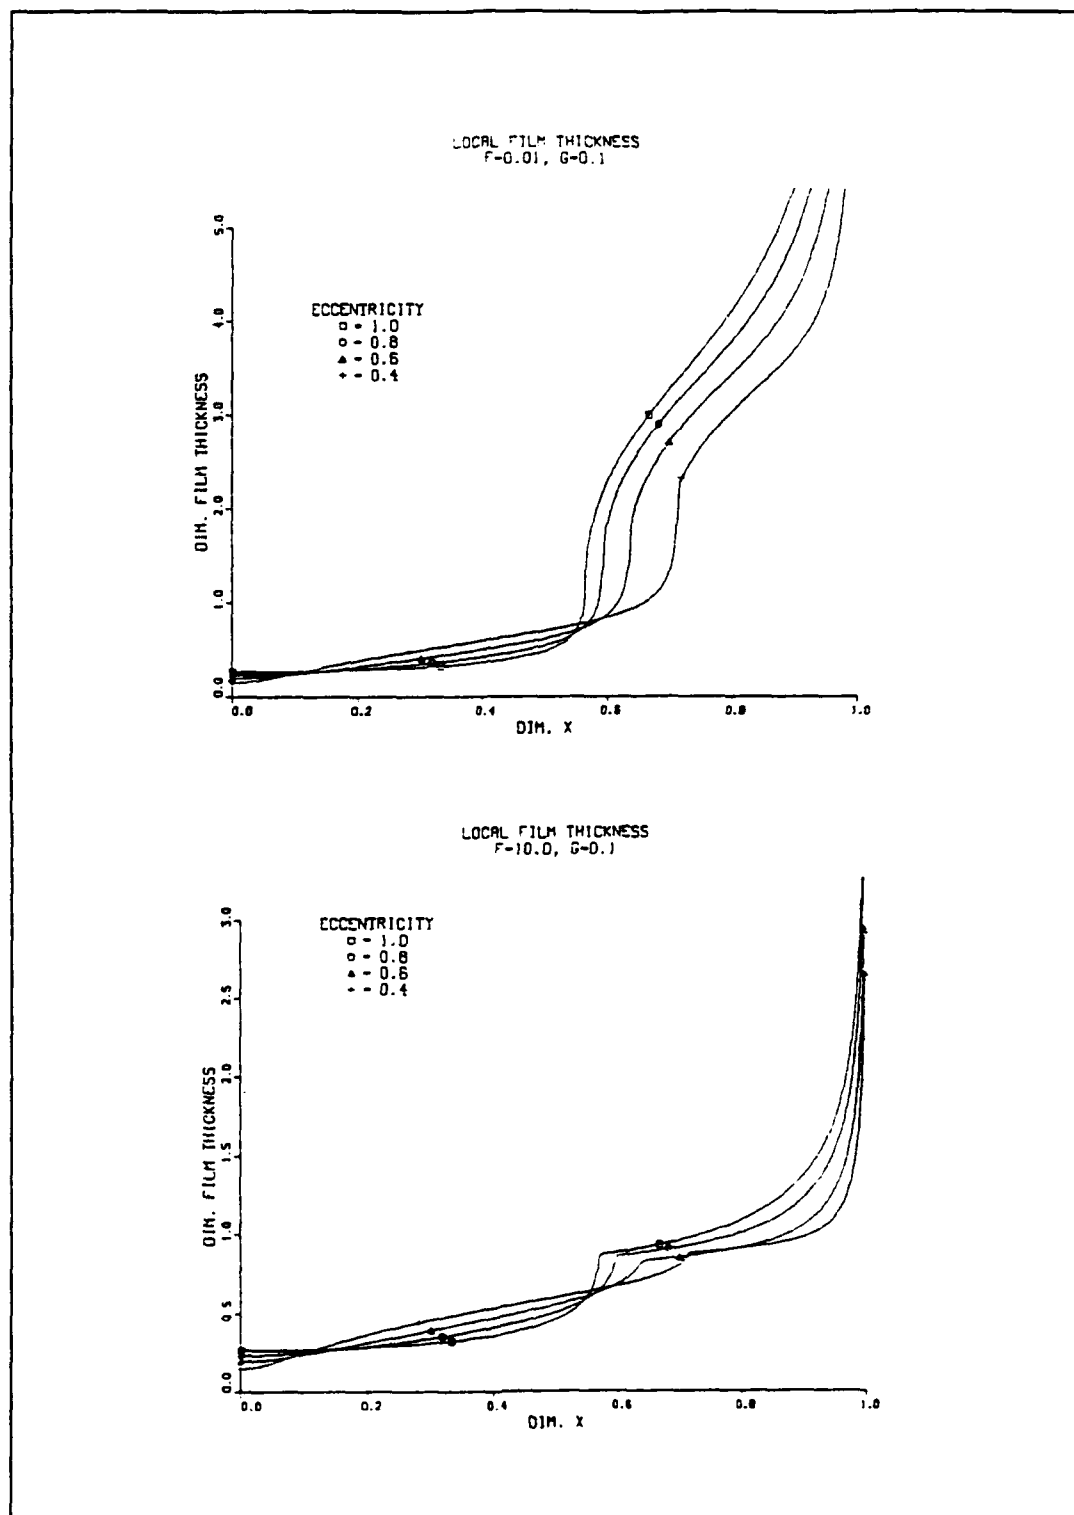 LOCAL FILM THICKNESS
F-0.01, G-0.1
5.0
4.0
3.0
2.0
1.0
0.0
DIM. FILM THICKNESS
ECCENTRICITY
- 1.0
- 0.8
- 0.6
- 0.4
0.0 0.2 0.4 0.6 0.8 1.0
DIM. X
LOCAL FILM THICKNESS
F-10.0, G-0.1
3.0
2.5
2.0
1.5
1.0
0.5
0.0
DIM. FILM THICKNESS
ECCENTRICITY
- 1.0
- 0.8
- 0.6
- 0.4
0.0 0.2 0.4 0.6 0.8 1.0
DIM. X